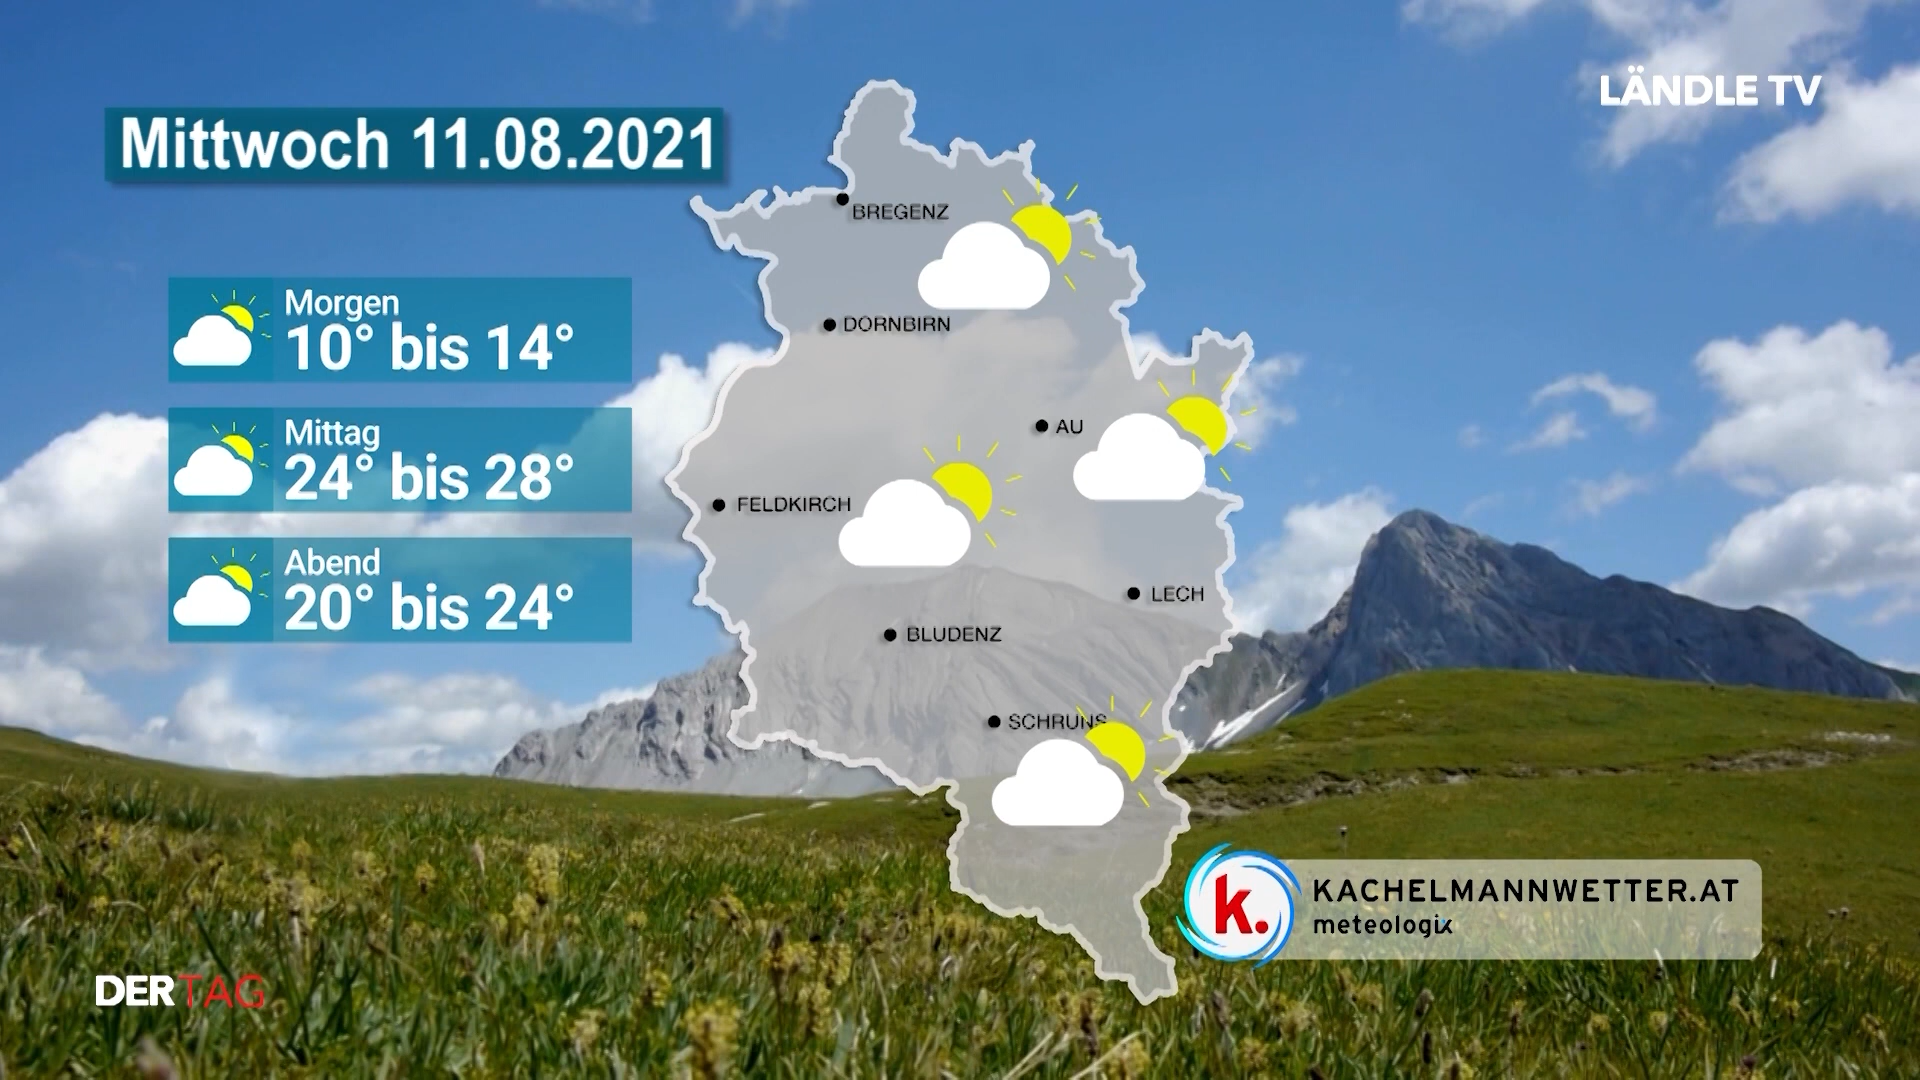 LÄNDLE TV
Mittwoch 11.08.2021
BREGENZ
Morgen
10° bis 14°
DORNBIRN
Mittag
24° bis 28°
AU
FELDKIRCH
Abend
20° bis 24°
LECH
BLUDENZ
SCHRUNS
k.
KACHELMANNWETTER.AT
meteologix
DERTAG